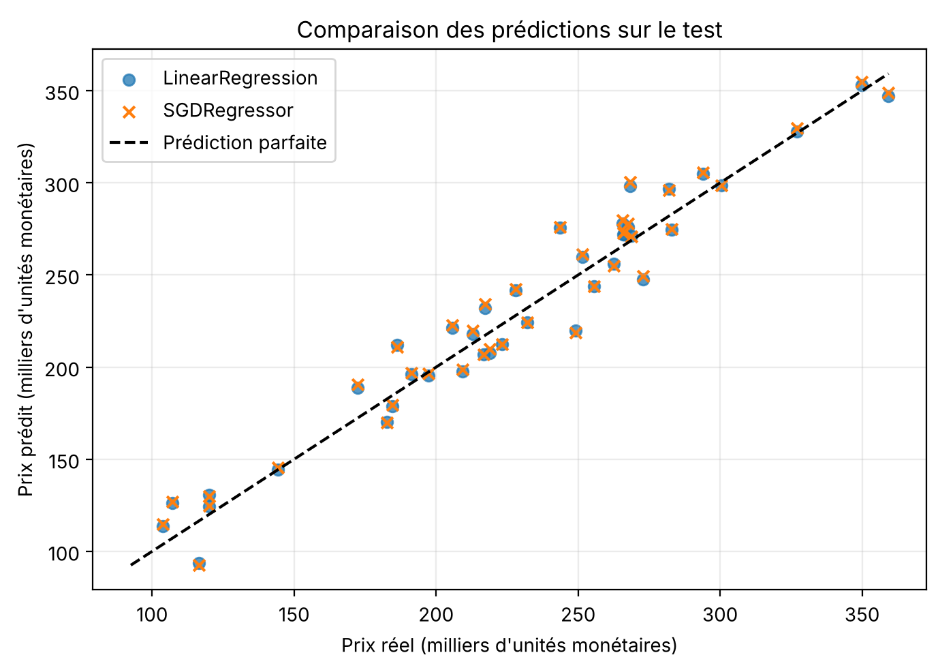 Comparaison des prédictions sur le test
LinearRegression
SGDRegressor
Prédiction parfaite
Prix prédit (milliers d'unités monétaires)
350
300
250
200
150
100
100 150 200 250 300 350
Prix réel (milliers d'unités monétaires)